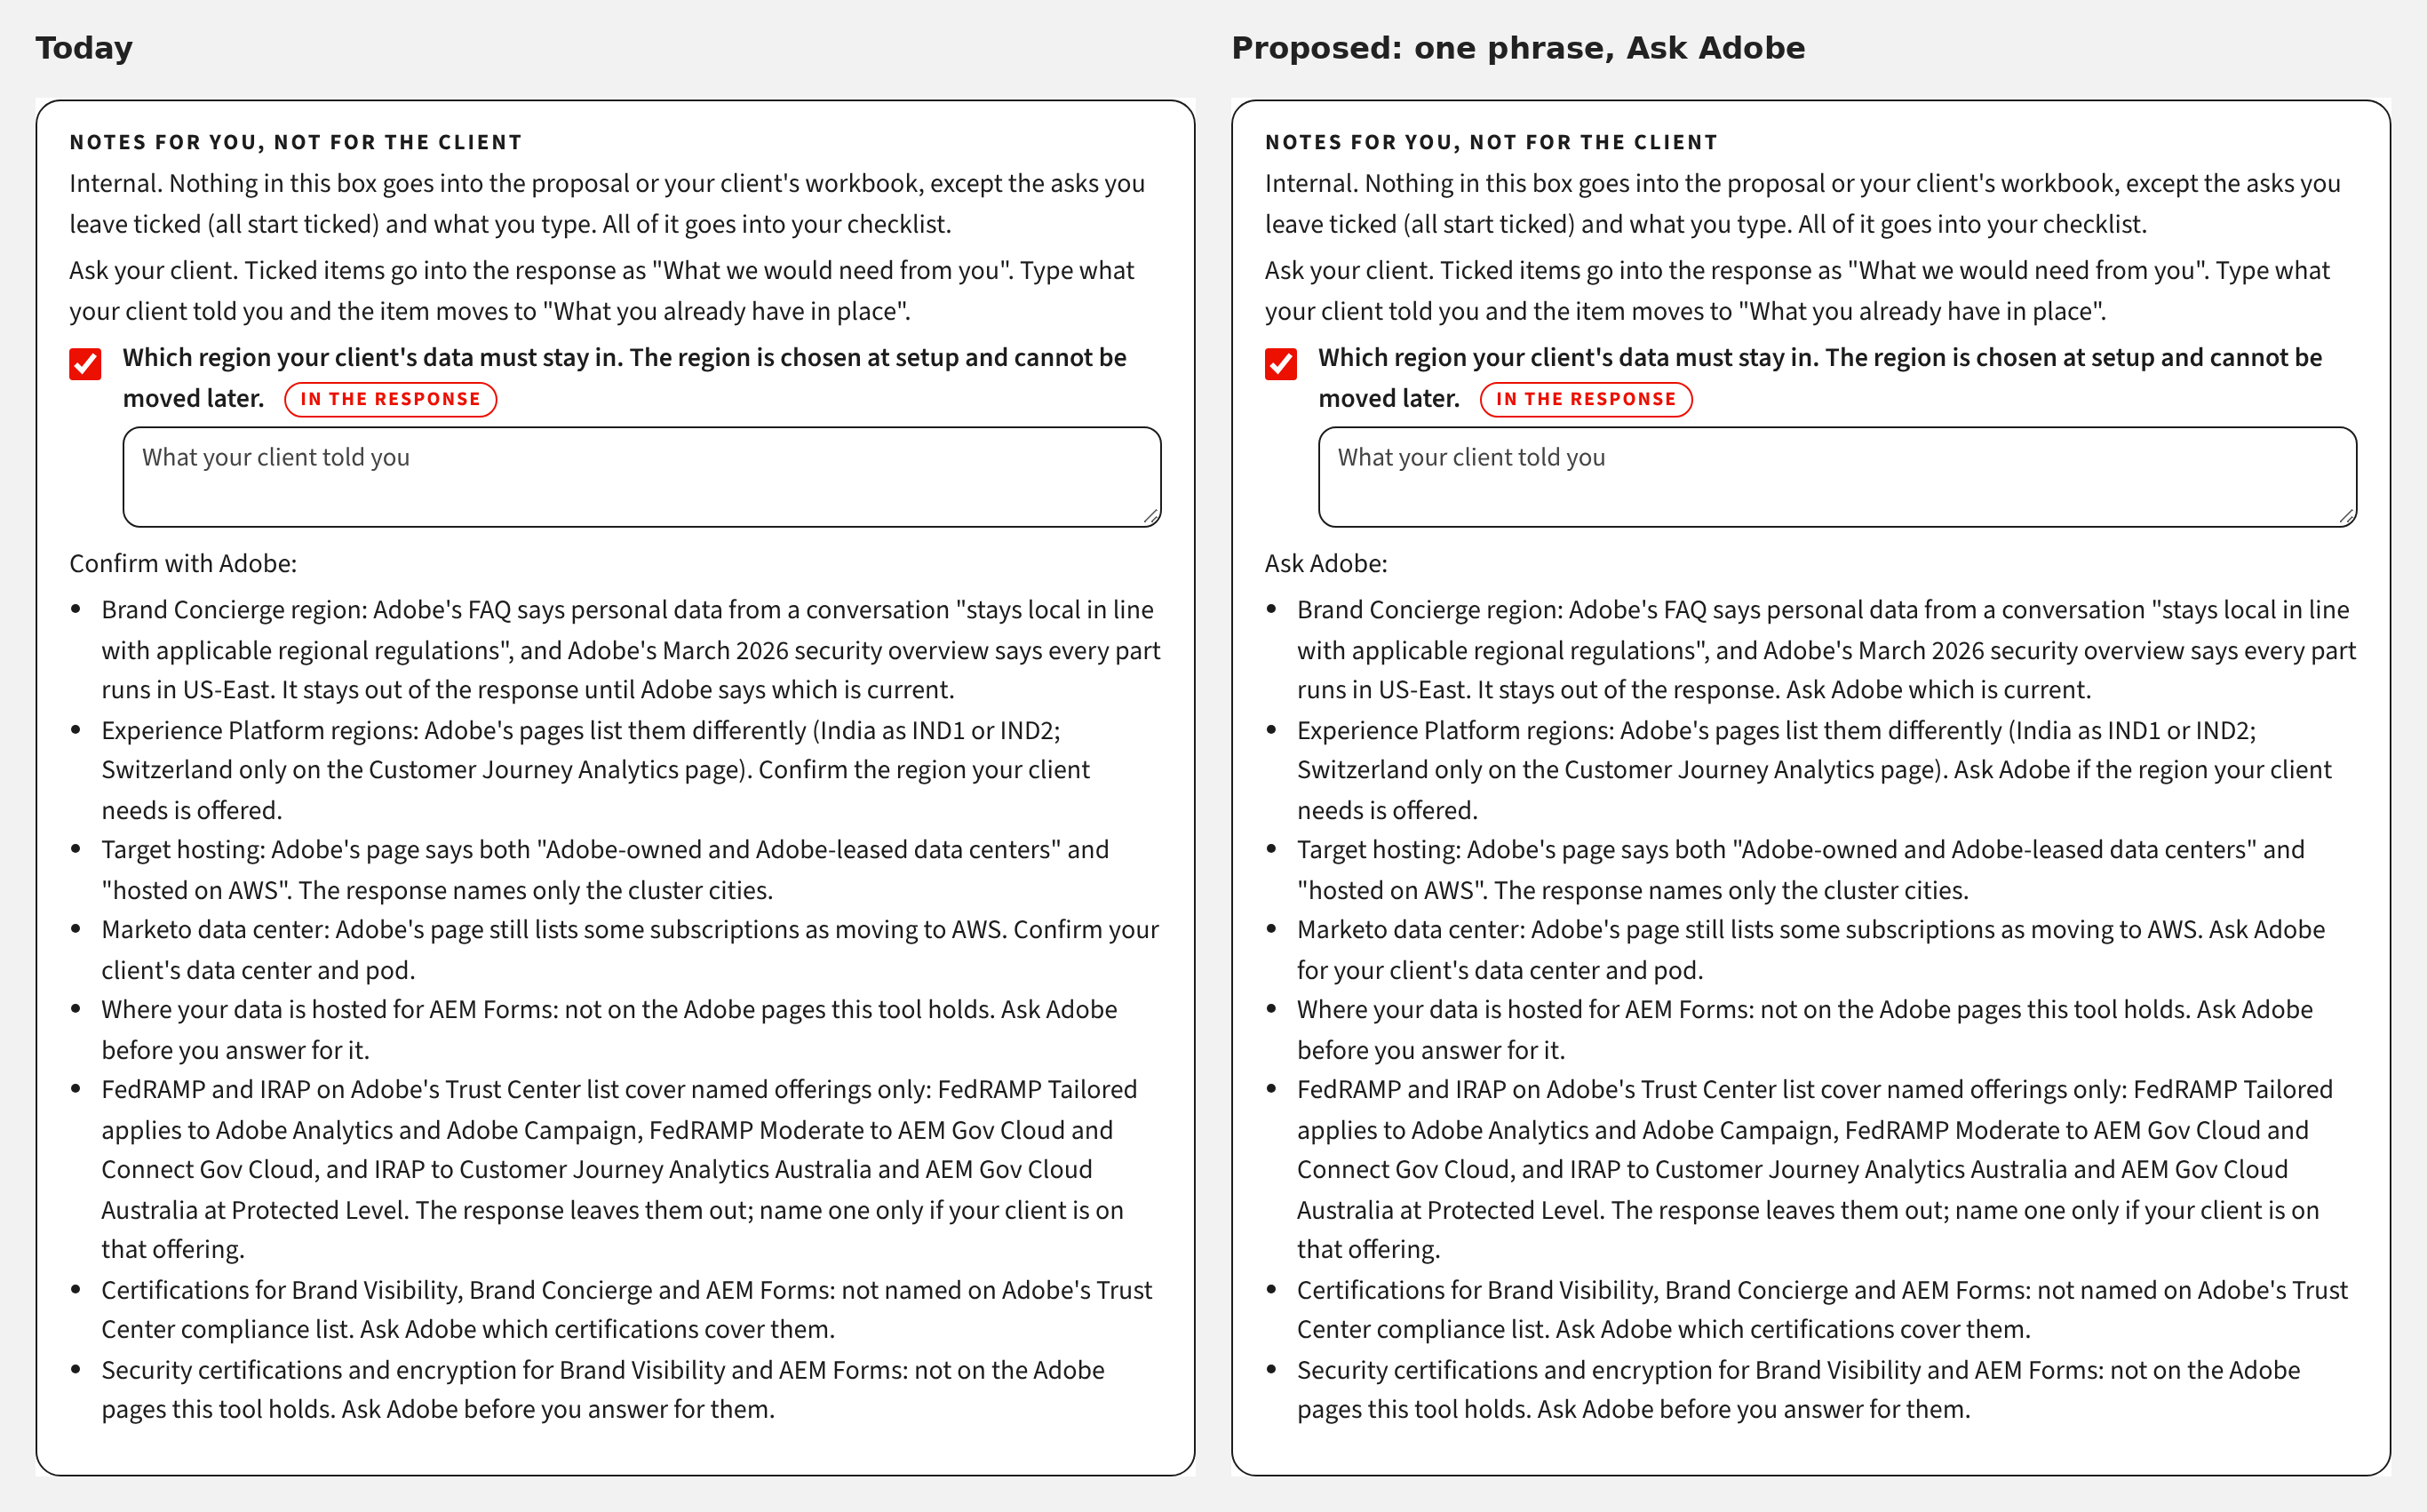 Today
NOTES FOR YOU, NOT FOR THE CLIENT
Internal. Nothing in this box goes into the proposal or your client's workbook, except the asks you
leave ticked (all start ticked) and what you type. All of it goes into your checklist.
Ask your client. Ticked items go into the response as "What we would need from you". Type what
your client told you and the item moves to "What you already have in place".
Which region your client's data must stay in. The region is chosen at setup and cannot be
moved later. IN THE RESPONSE
What your client told you
Confirm with Adobe:
• Brand Concierge region: Adobe's FAQ says personal data from a conversation "stays local in line
with applicable regional regulations", and Adobe's March 2026 security overview says every part
runs in US-East. It stays out of the response until Adobe says which is current.
• Experience Platform regions: Adobe's pages list them differently (India as IND1 or IND2;
Switzerland only on the Customer Journey Analytics page). Confirm the region your client
needs is offered.
• Target hosting: Adobe's page says both "Adobe-owned and Adobe-leased data centers" and
"hosted on AWS". The response names only the cluster cities.
• Marketo data center: Adobe's page still lists some subscriptions as moving to AWS. Confirm your
client's data center and pod.
• Where your data is hosted for AEM Forms: not on the Adobe pages this tool holds. Ask Adobe
before you answer for it.
• FedRAMP and IRAP on Adobe's Trust Center list cover named offerings only: FedRAMP Tailored
applies to Adobe Analytics and Adobe Campaign, FedRAMP Moderate to AEM Gov Cloud and
Connect Gov Cloud, and IRAP to Customer Journey Analytics Australia and AEM Gov Cloud
Australia at Protected Level. The response leaves them out; name one only if your client is on
that offering.
• Certifications for Brand Visibility, Brand Concierge and AEM Forms: not named on Adobe's Trust
Center compliance list. Ask Adobe which certifications cover them.
• Security certifications and encryption for Brand Visibility and AEM Forms: not on the Adobe
pages this tool holds. Ask Adobe before you answer for them.
Proposed: one phrase, Ask Adobe
NOTES FOR YOU, NOT FOR THE CLIENT
Internal. Nothing in this box goes into the proposal or your client's workbook, except the asks you
leave ticked (all start ticked) and what you type. All of it goes into your checklist.
Ask your client. Ticked items go into the response as "What we would need from you". Type what
your client told you and the item moves to "What you already have in place".
Which region your client's data must stay in. The region is chosen at setup and cannot be
moved later. IN THE RESPONSE
What your client told you
Ask Adobe:
• Brand Concierge region: Adobe's FAQ says personal data from a conversation "stays local in line
with applicable regional regulations", and Adobe's March 2026 security overview says every part
runs in US-East. It stays out of the response. Ask Adobe which is current.
• Experience Platform regions: Adobe's pages list them differently (India as IND1 or IND2;
Switzerland only on the Customer Journey Analytics page). Ask Adobe if the region your client
needs is offered.
• Target hosting: Adobe's page says both "Adobe-owned and Adobe-leased data centers" and
"hosted on AWS". The response names only the cluster cities.
• Marketo data center: Adobe's page still lists some subscriptions as moving to AWS. Ask Adobe
for your client's data center and pod.
• Where your data is hosted for AEM Forms: not on the Adobe pages this tool holds. Ask Adobe
before you answer for it.
• FedRAMP and IRAP on Adobe's Trust Center list cover named offerings only: FedRAMP Tailored
applies to Adobe Analytics and Adobe Campaign, FedRAMP Moderate to AEM Gov Cloud and
Connect Gov Cloud, and IRAP to Customer Journey Analytics Australia and AEM Gov Cloud
Australia at Protected Level. The response leaves them out; name one only if your client is on
that offering.
• Certifications for Brand Visibility, Brand Concierge and AEM Forms: not named on Adobe's Trust
Center compliance list. Ask Adobe which certifications cover them.
• Security certifications and encryption for Brand Visibility and AEM Forms: not on the Adobe
pages this tool holds. Ask Adobe before you answer for them.